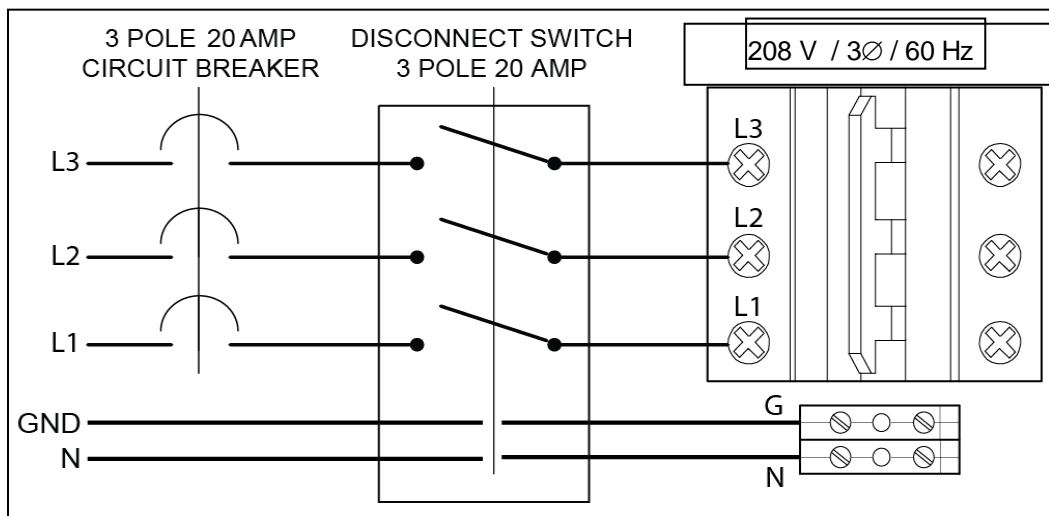 3 POLE 20 AMP
CIRCUIT BREAKER
DISCONNECT SWITCH
3 POLE 20 AMP
208 V / 3∅ / 60 Hz
L3
L3
L2
L2
L1
L1
GND
G
N
N